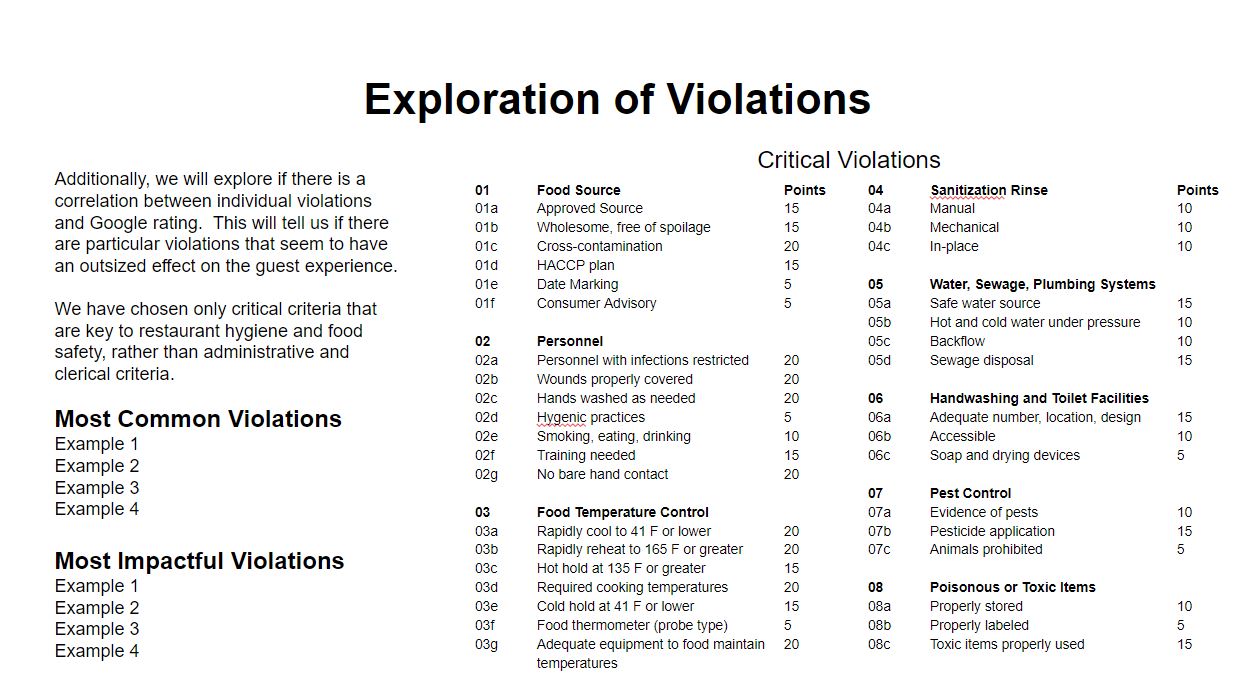 Exploration of Violations
Additionally, we will explore if there is a
correlation between individual violations
and Google rating.  This will tell us if there
are particular violations that seem to have
an outsized effect on the guest experience.
We have chosen only critical criteria that
are key to restaurant hygiene and food
safety, rather than administrative and
clerical criteria.
Most Common Violations
Example 1
Example 2
Example 3
Example 4
Most Impactful Violations
Example 1
Example 2
Example 3
Example 4
Critical Violations
01 Food Source Points
01a Approved Source 15
01b Wholesome, free of spoilage 15
01c Cross-contamination 20
01d HACCP plan 15
01e Date Marking 5
01f Consumer Advisory 5
02 Personnel
02a Personnel with infections restricted 20
02b Wounds properly covered 20
02c Hands washed as needed 20
02d Hygenic practices 5
02e Smoking, eating, drinking 10
02f Training needed 15
02g No bare hand contact 20
03 Food Temperature Control
03a Rapidly cool to 41 F or lower 20
03b Rapidly reheat to 165 F or greater 20
03c Hot hold at 135 F or greater 15
03d Required cooking temperatures 20
03e Cold hold at 41 F or lower 15
03f Food thermometer (probe type) 5
03g Adequate equipment to food maintain 20
temperatures
04 Sanitization Rinse Points
04a Manual 10
04b Mechanical 10
04c In-place 10
05 Water, Sewage, Plumbing Systems
05a Safe water source 15
05b Hot and cold water under pressure 10
05c Backflow 10
05d Sewage disposal 15
06 Handwashing and Toilet Facilities
06a Adequate number, location, design 15
06b Accessible 10
06c Soap and drying devices 5
07 Pest Control
07a Evidence of pests 10
07b Pesticide application 15
07c Animals prohibited 5
08 Poisonous or Toxic Items
08a Properly stored 10
08b Properly labeled 5
08c Toxic items properly used 15